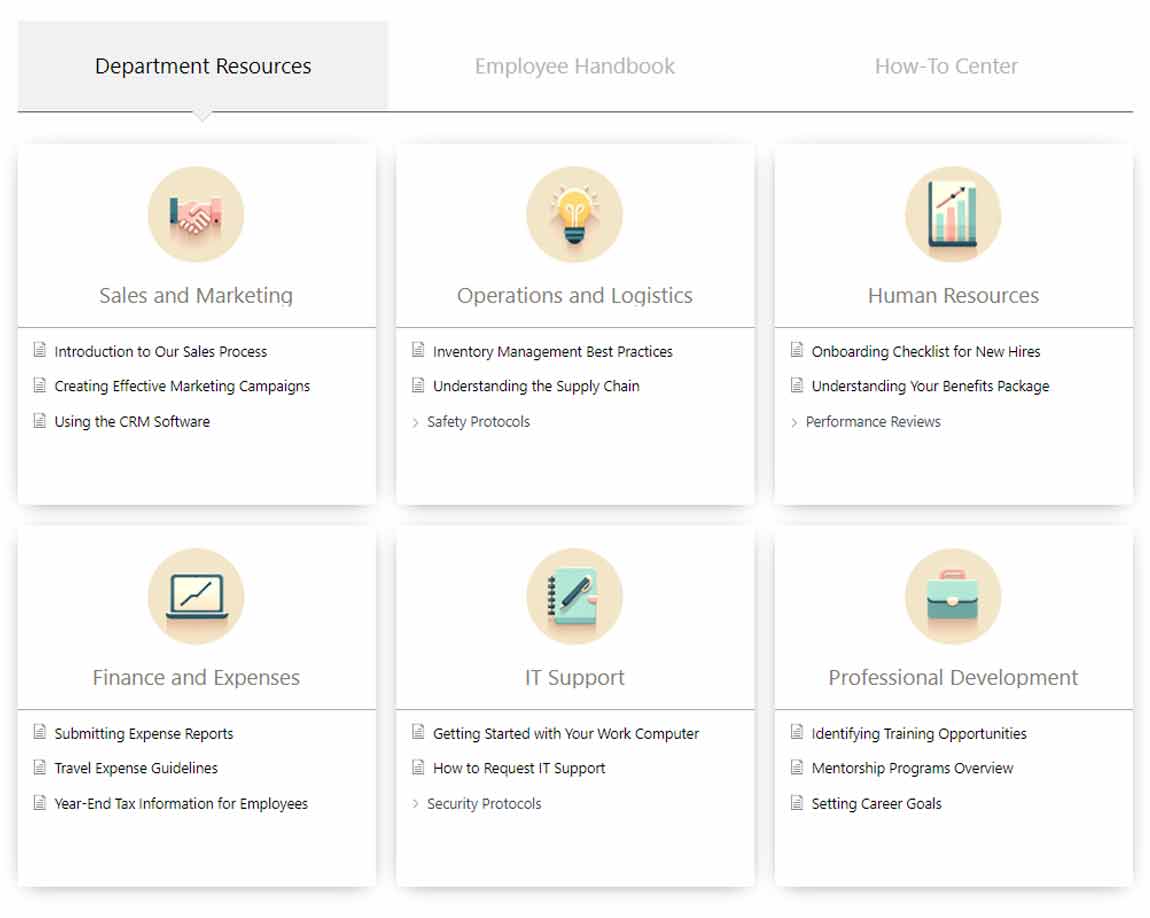 Department Resources
Employee Handbook
How-To Center
Sales and Marketing
Introduction to Our Sales Process
Creating Effective Marketing Campaigns
Using the CRM Software
Operations and Logistics
Inventory Management Best Practices
Understanding the Supply Chain
Safety Protocols
Human Resources
Onboarding Checklist for New Hires
Understanding Your Benefits Package
Performance Reviews
Finance and Expenses
Submitting Expense Reports
Travel Expense Guidelines
Year-End Tax Information for Employees
IT Support
Getting Started with Your Work Computer
How to Request IT Support
Security Protocols
Professional Development
Identifying Training Opportunities
Mentorship Programs Overview
Setting Career Goals